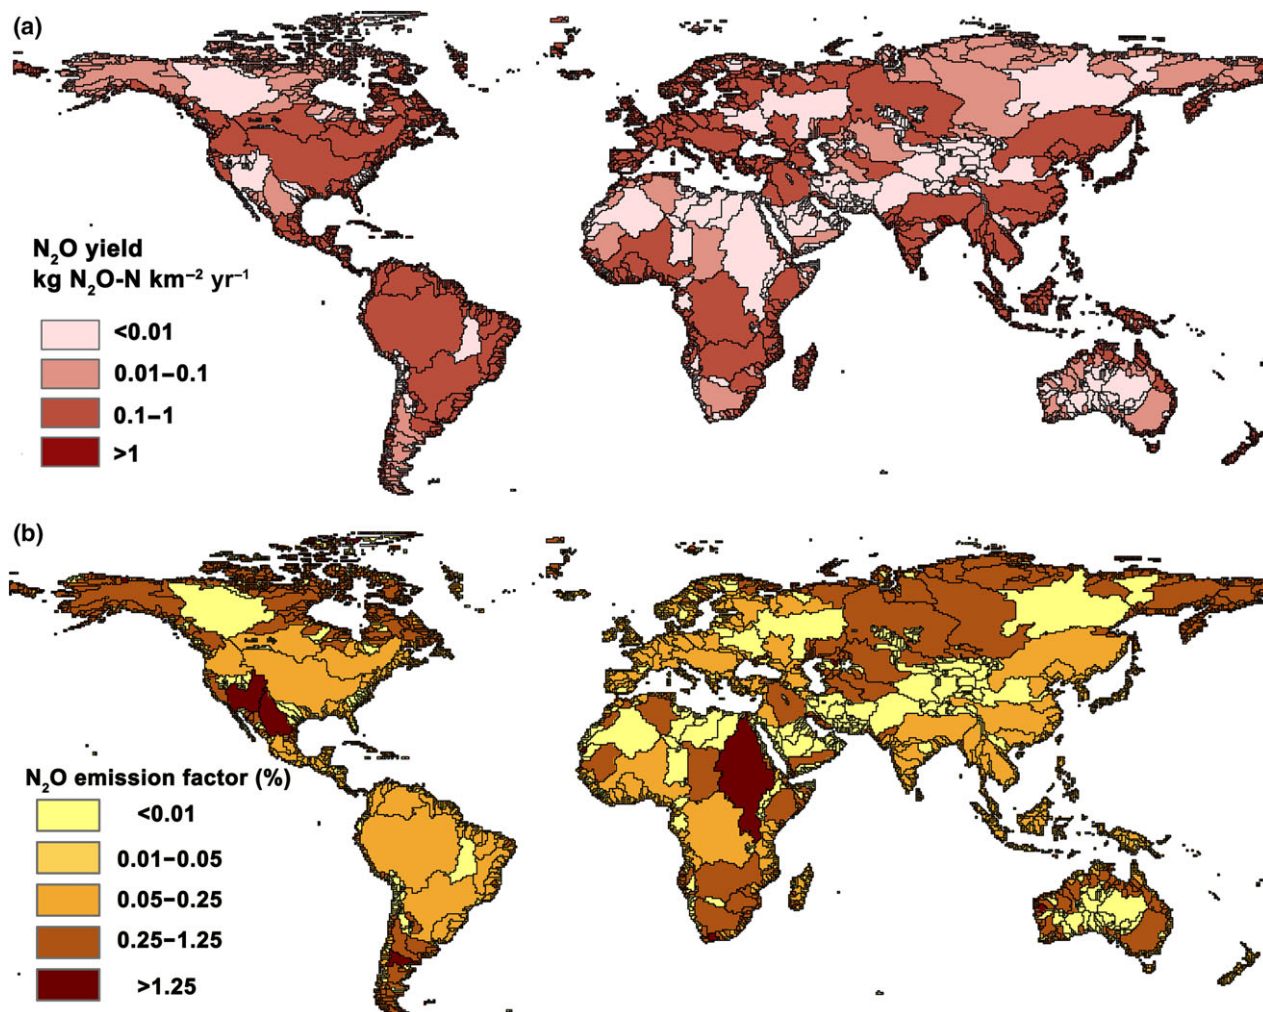 (a)
N₂O yield
kg N₂O-N km⁻² yr⁻¹
<0.01
0.01–0.1
0.1–1
>1
(b)
N₂O emission factor (%)
<0.01
0.01–0.05
0.05–0.25
0.25–1.25
>1.25